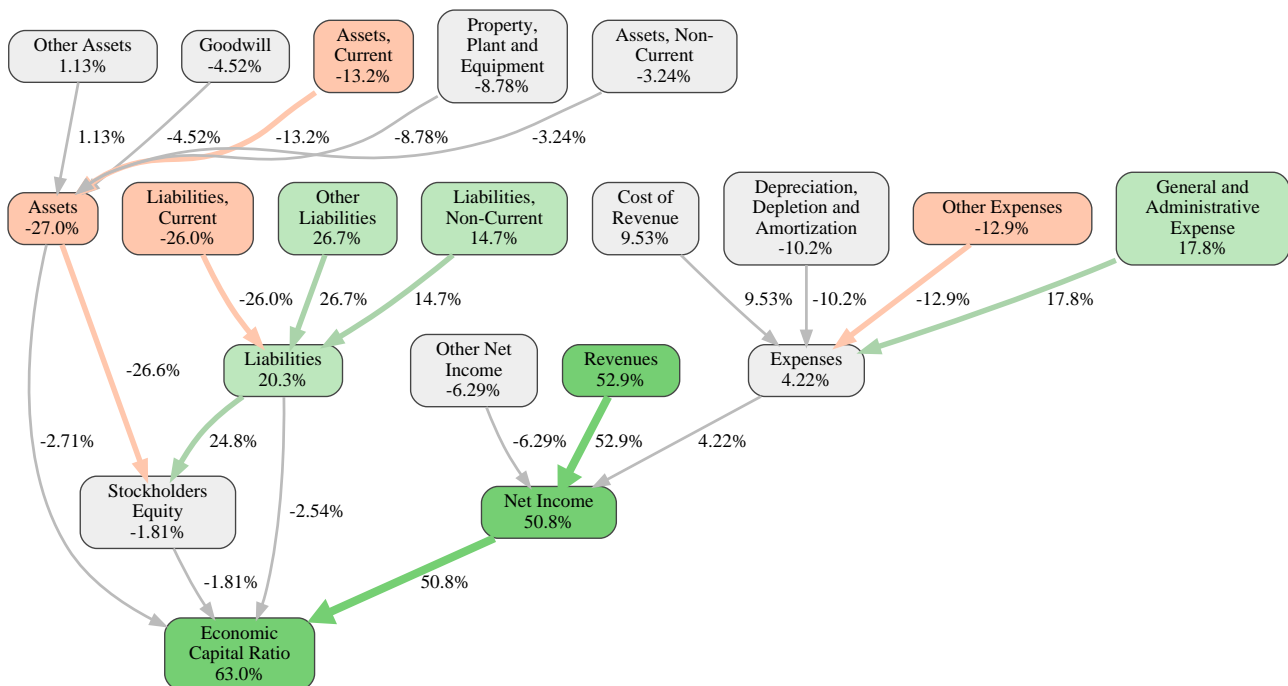 Other Assets
1.13%
Goodwill
-4.52%
Assets,
Current
-13.2%
Property,
Plant and
Equipment
-8.78%
Assets, Non-
Current
-3.24%
1.13%
-4.52%
-13.2%
-8.78%
-3.24%
Assets
-27.0%
Liabilities,
Current
-26.0%
Other
Liabilities
26.7%
Liabilities,
Non-Current
14.7%
Cost of
Revenue
9.53%
Depreciation,
Depletion and
Amortization
-10.2%
Other Expenses
-12.9%
General and
Administrative
Expense
17.8%
-26.0%
26.7%
14.7%
9.53%
-10.2%
-12.9%
17.8%
-26.6%
Liabilities
20.3%
Other Net
Income
-6.29%
Revenues
52.9%
Expenses
4.22%
-2.71%
24.8%
-6.29%
52.9%
4.22%
Stockholders
Equity
-1.81%
-2.54%
Net Income
50.8%
-1.81%
50.8%
Economic
Capital Ratio
63.0%